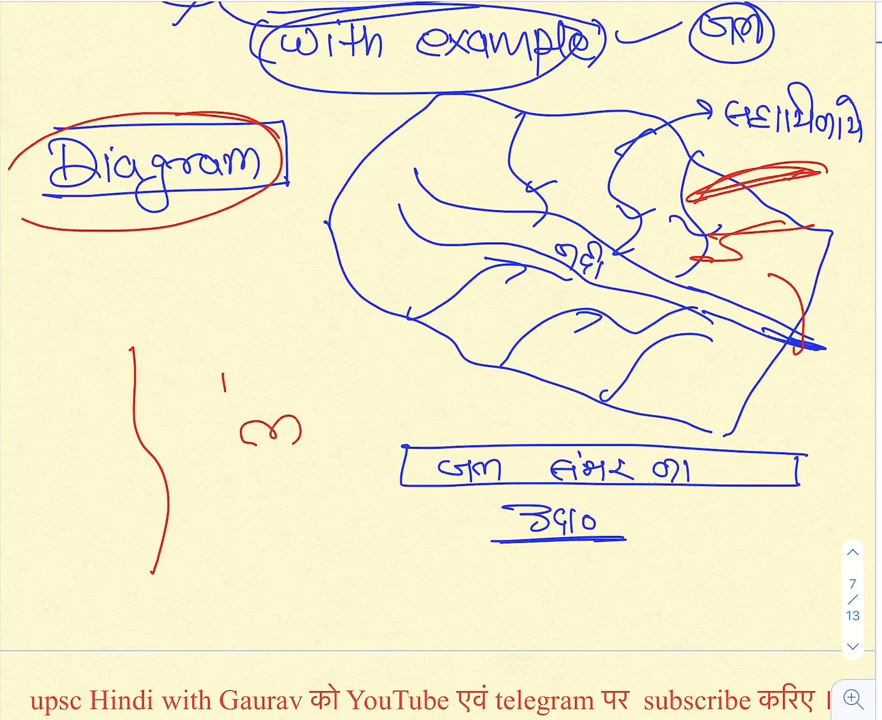 (with example) जल
Diagram
सहायिकाये
नदी
जल संभर का
उदा०
7
/
13
upsc Hindi with Gaurav को YouTube एवं telegram पर subscribe करिए ।